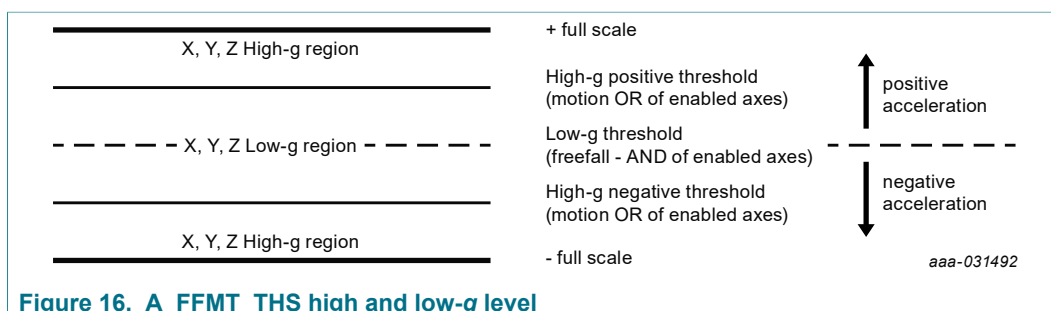 + full scale
X, Y, Z High-g region
High-g positive threshold
(motion OR of enabled axes)
positive
acceleration
X, Y, Z Low-g region
Low-g threshold
(freefall - AND of enabled axes)
High-g negative threshold
(motion OR of enabled axes)
negative
acceleration
X, Y, Z High-g region
- full scale
aaa-031492
Figure 16. A_FFMT_THS high and low-g level